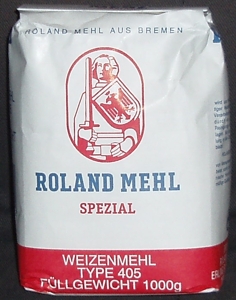 ROLAND MEHL AUS BREMEN
ROLAND MEHL
SPEZIAL
WEIZENMEHL
TYPE 405
FÜLLGEWICHT 1000g